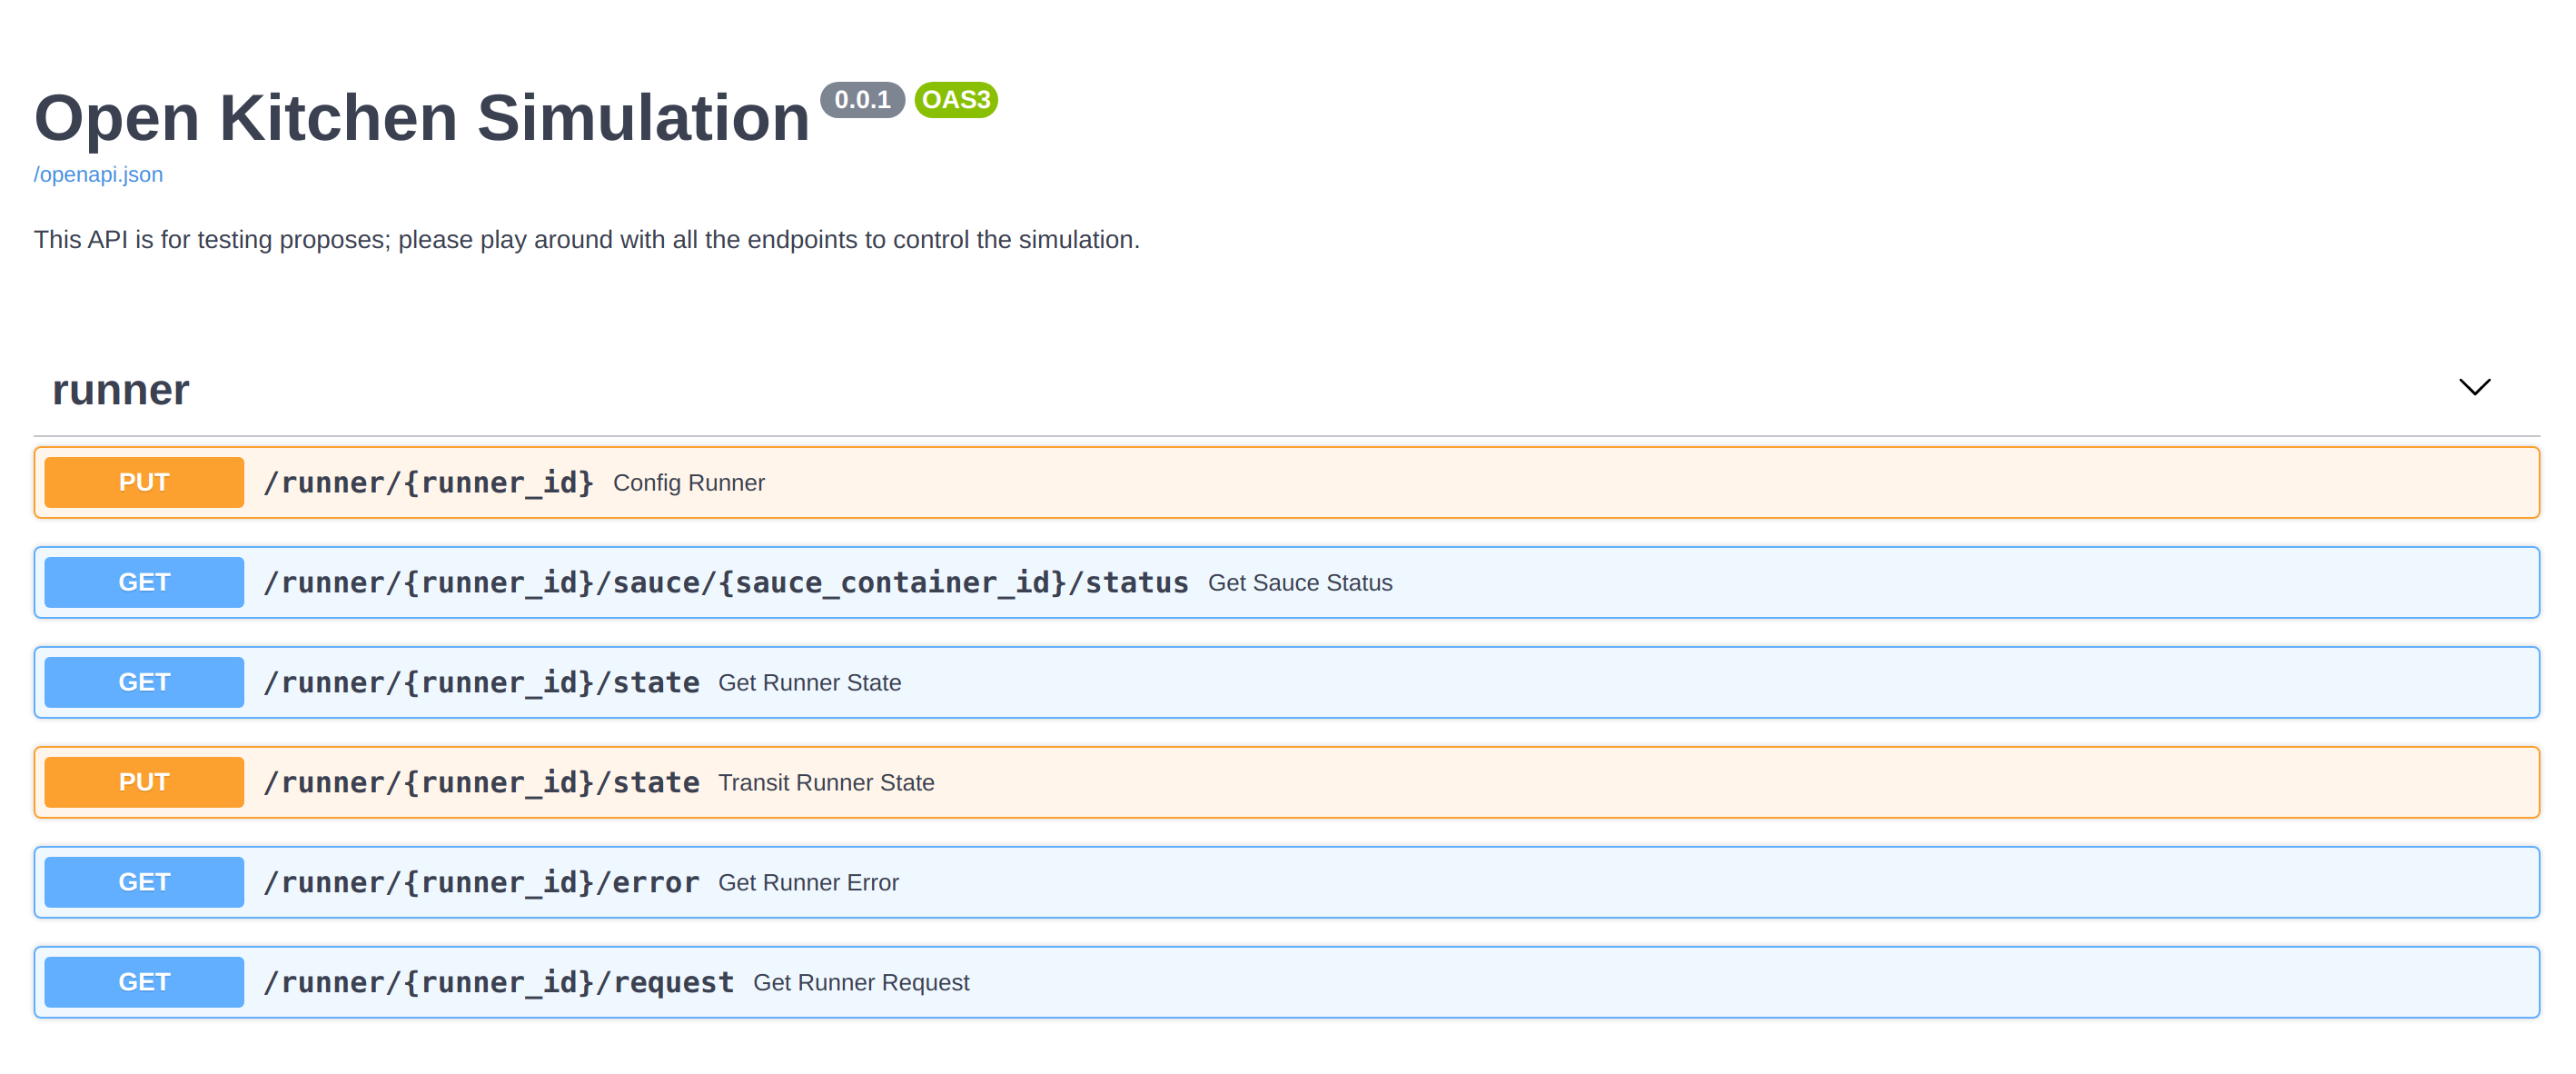 Open Kitchen Simulation 0.0.1 OAS3
/openapi.json
This API is for testing proposes; please play around with all the endpoints to control the simulation.
runner
PUT /runner/{runner_id} Config Runner
GET /runner/{runner_id}/sauce/{sauce_container_id}/status Get Sauce Status
GET /runner/{runner_id}/state Get Runner State
PUT /runner/{runner_id}/state Transit Runner State
GET /runner/{runner_id}/error Get Runner Error
GET /runner/{runner_id}/request Get Runner Request